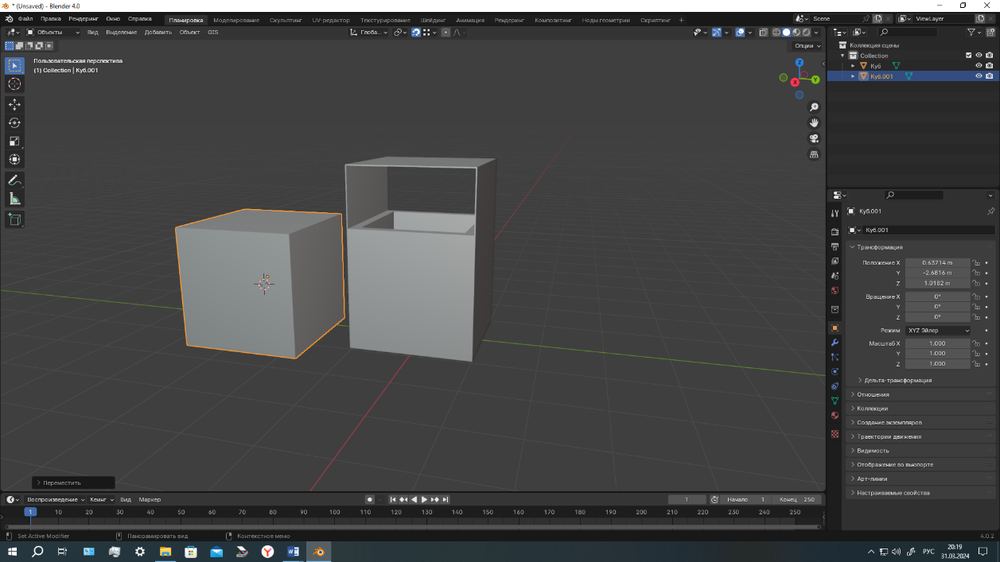 * (Unsaved) - Blender 4.0
Файл Правка Рендеринг Окно Справка
Планировка Моделирование Скульптинг UV-редактор Текстурирование Шейдинг Анимация Рендеринг Композитинг Ноды геометрии Скриптинг +
Scene
ViewLayer
Объекты Вид Выделение Добавить Объект GIS
Глоба...
Опции
Пользовательская перспектива
(1) Collection | Куб.001
Z
Y
X
Коллекция сцены
Collection
Куб
Куб.001
Куб.001
Куб.001
Трансформация
Положение X 0.63714 m
Y -2.6816 m
Z 1.0182 m
Вращение X 0°
Y 0°
Z 0°
Режим XYZ Эйлер
Масштаб X 1.000
Y 1.000
Z 1.000
Дельта-трансформация
Отношения
Коллекции
Создание экземпляров
Траектории движения
Видимость
Отображение во вьюпорте
Арт-линии
Настраиваемые свойства
Переместить
Воспроизведение Кеинг Вид Маркер
1 Начало 1 Конец 250
1 10 20 30 40 50 60 70 80 90 100 110 120 130 140 150 160 170 180 190 200 210 220 230 240 250
Set Active Modifier Панорамировать вид Контекстное меню 4.0.2
РУС
20:19
31.03.2024